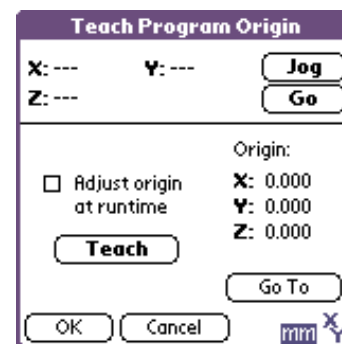 Teach Program Origin
X: --- Y: --- Jog
Z: --- Go
Origin:
Adjust origin X: 0.000
at runtime Y: 0.000
Z: 0.000
Teach
Go To
OK Cancel mm X
Y